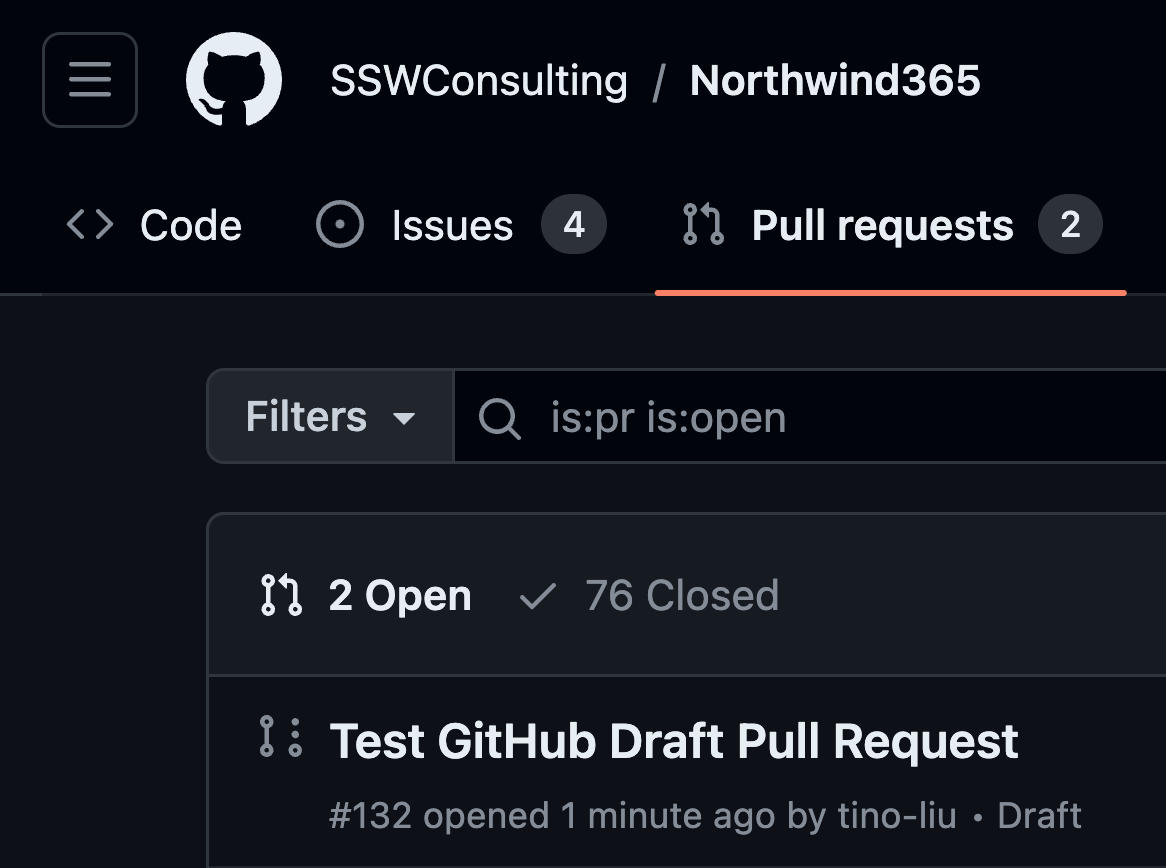 SSWConsulting / Northwind365
Code Issues 4 Pull requests 2
Filters is:pr is:open
2 Open 76 Closed
Test GitHub Draft Pull Request
#132 opened 1 minute ago by tino-liu • Draft